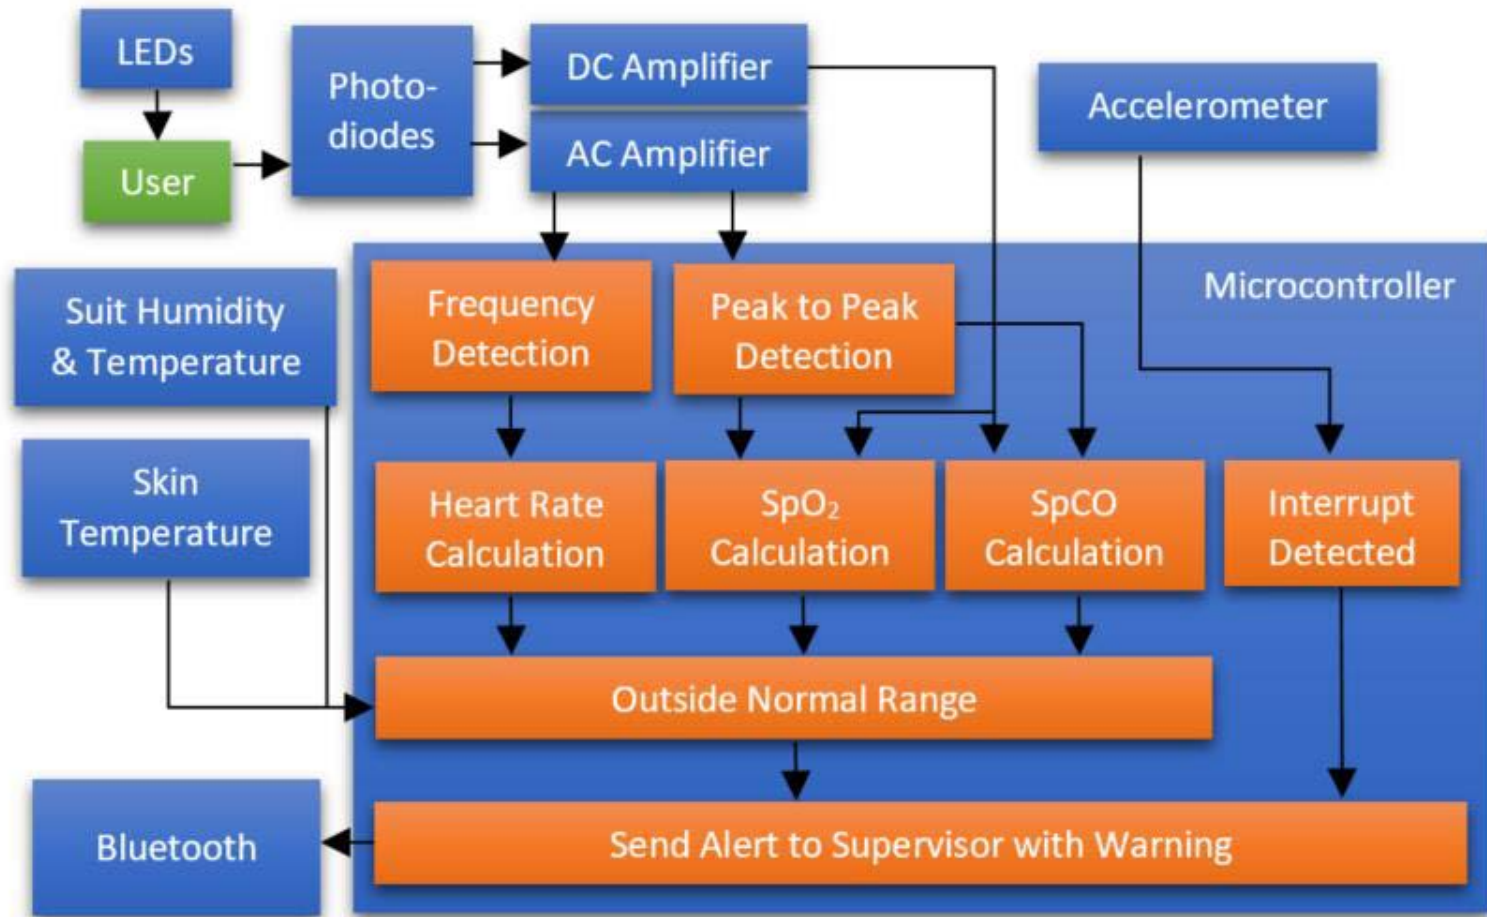 LEDs
Photo-
diodes
DC Amplifier
Accelerometer
AC Amplifier
User
Microcontroller
Suit Humidity
& Temperature
Frequency
Detection
Peak to Peak
Detection
Skin
Temperature
Heart Rate
Calculation
SpO₂
Calculation
SpCO
Calculation
Interrupt
Detected
Outside Normal Range
Bluetooth
Send Alert to Supervisor with Warning